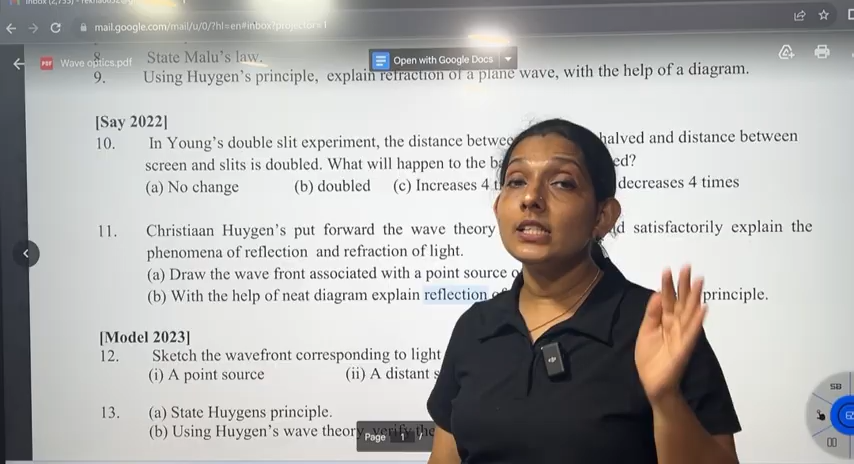 mail.google.com/mail/u/0/?hl=en#inbox?projector=1
PDF Wave optics.pdf
Open with Google Docs
8. State Malu's law.
9. Using Huygen's principle, explain refraction of a plane wave, with the help of a diagram.
[Say 2022]
10. In Young's double slit experiment, the distance halved and distance between
screen and slits is doubled. What will happen to the
(a) No change (b) doubled (c) Increases 4 decreases 4 times
11. Christiaan Huygen's put forward the wave theory satisfactorily explain the
phenomena of reflection and refraction of light.
(a) Draw the wave front associated with a point source
(b) With the help of neat diagram explain reflection principle.
[Model 2023]
12. Sketch the wavefront corresponding to light
(i) A point source (ii) A distant
13. (a) State Huygens principle.
(b) Using Huygen's wave theory, verify the
Page 1
SB